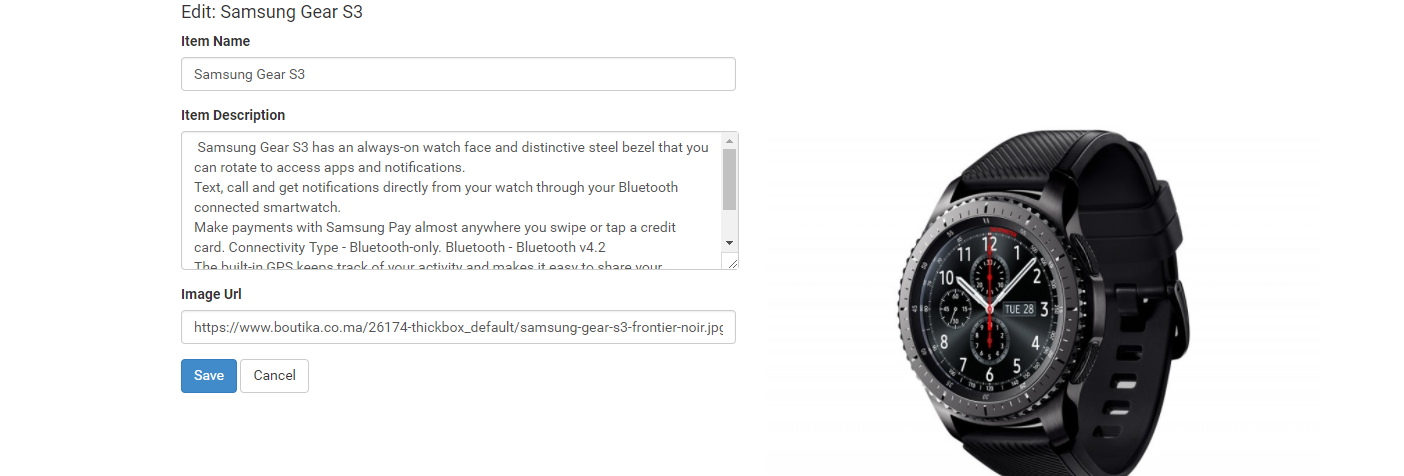 Edit: Samsung Gear S3
Item Name
Samsung Gear S3
Item Description
Samsung Gear S3 has an always-on watch face and distinctive steel bezel that you
can rotate to access apps and notifications.
Text, call and get notifications directly from your watch through your Bluetooth
connected smartwatch.
Make payments with Samsung Pay almost anywhere you swipe or tap a credit
card. Connectivity Type - Bluetooth-only. Bluetooth - Bluetooth v4.2
The built-in GPS keeps track of your activity and makes it easy to share your
Image Url
https://www.boutika.co.ma/26174-thickbox_default/samsung-gear-s3-frontier-noir.jpg
Save Cancel
12
11 1
10 2
TUE 28 3
8 4
7 5
6